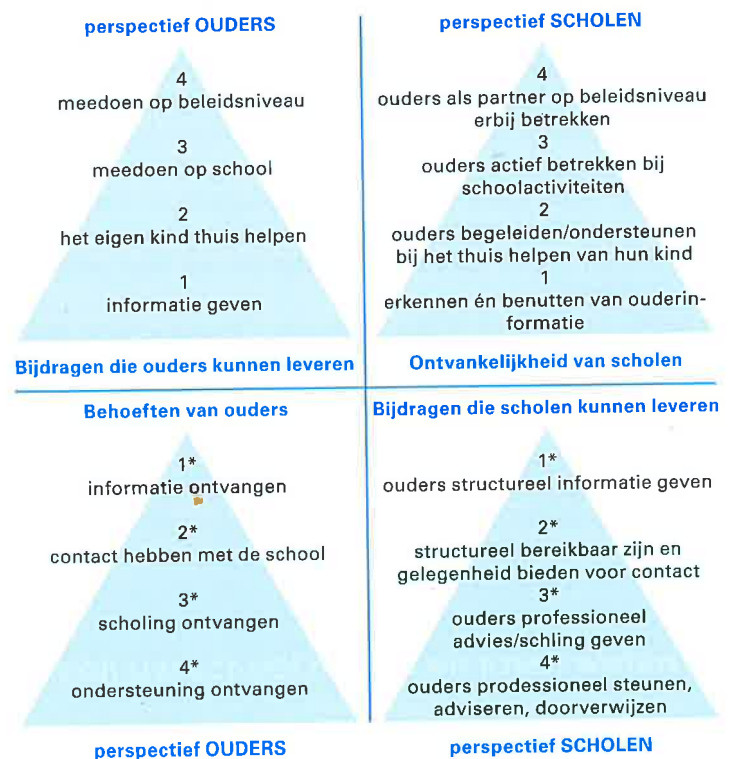 perspectief OUDERS
4
meedoen op beleidsniveau
3
meedoen op school
2
het eigen kind thuis helpen
1
informatie geven
Bijdragen die ouders kunnen leveren
perspectief SCHOLEN
4
ouders als partner op beleidsniveau
erbij betrekken
3
ouders actief betrekken bij
schoolactiviteiten
2
ouders begeleiden/ondersteunen
bij het thuis helpen van hun kind
1
erkennen én benutten van ouderin-
formatie
Ontvankelijkheid van scholen
Behoeften van ouders
1*
informatie ontvangen
2*
contact hebben met de school
3*
scholing ontvangen
4*
ondersteuning ontvangen
perspectief OUDERS
Bijdragen die scholen kunnen leveren
1*
ouders structureel informatie geven
2*
structureel bereikbaar zijn en
gelegenheid bieden voor contact
3*
ouders professioneel
advies/schling geven
4*
ouders prodessioneel steunen,
adviseren, doorverwijzen
perspectief SCHOLEN